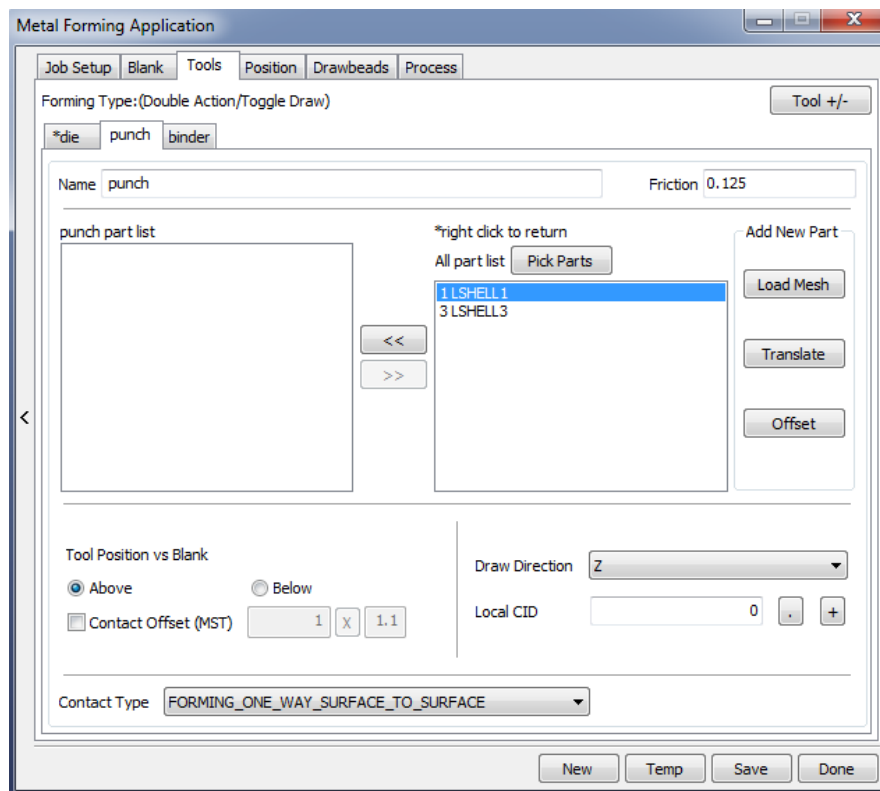 Metal Forming Application
Job Setup Blank Tools Position Drawbeads Process
Forming Type:(Double Action/Toggle Draw) Tool +/-
*die punch binder
Name punch Friction 0.125
punch part list *right click to return Add New Part
All part list Pick Parts
1 LSHELL1 Load Mesh
3 LSHELL3
<<
Translate
>>
<
Offset
Tool Position vs Blank
Draw Direction Z
Above Below
Contact Offset (MST) 1 X 1.1 Local CID 0 . +
Contact Type FORMING_ONE_WAY_SURFACE_TO_SURFACE
New Temp Save Done